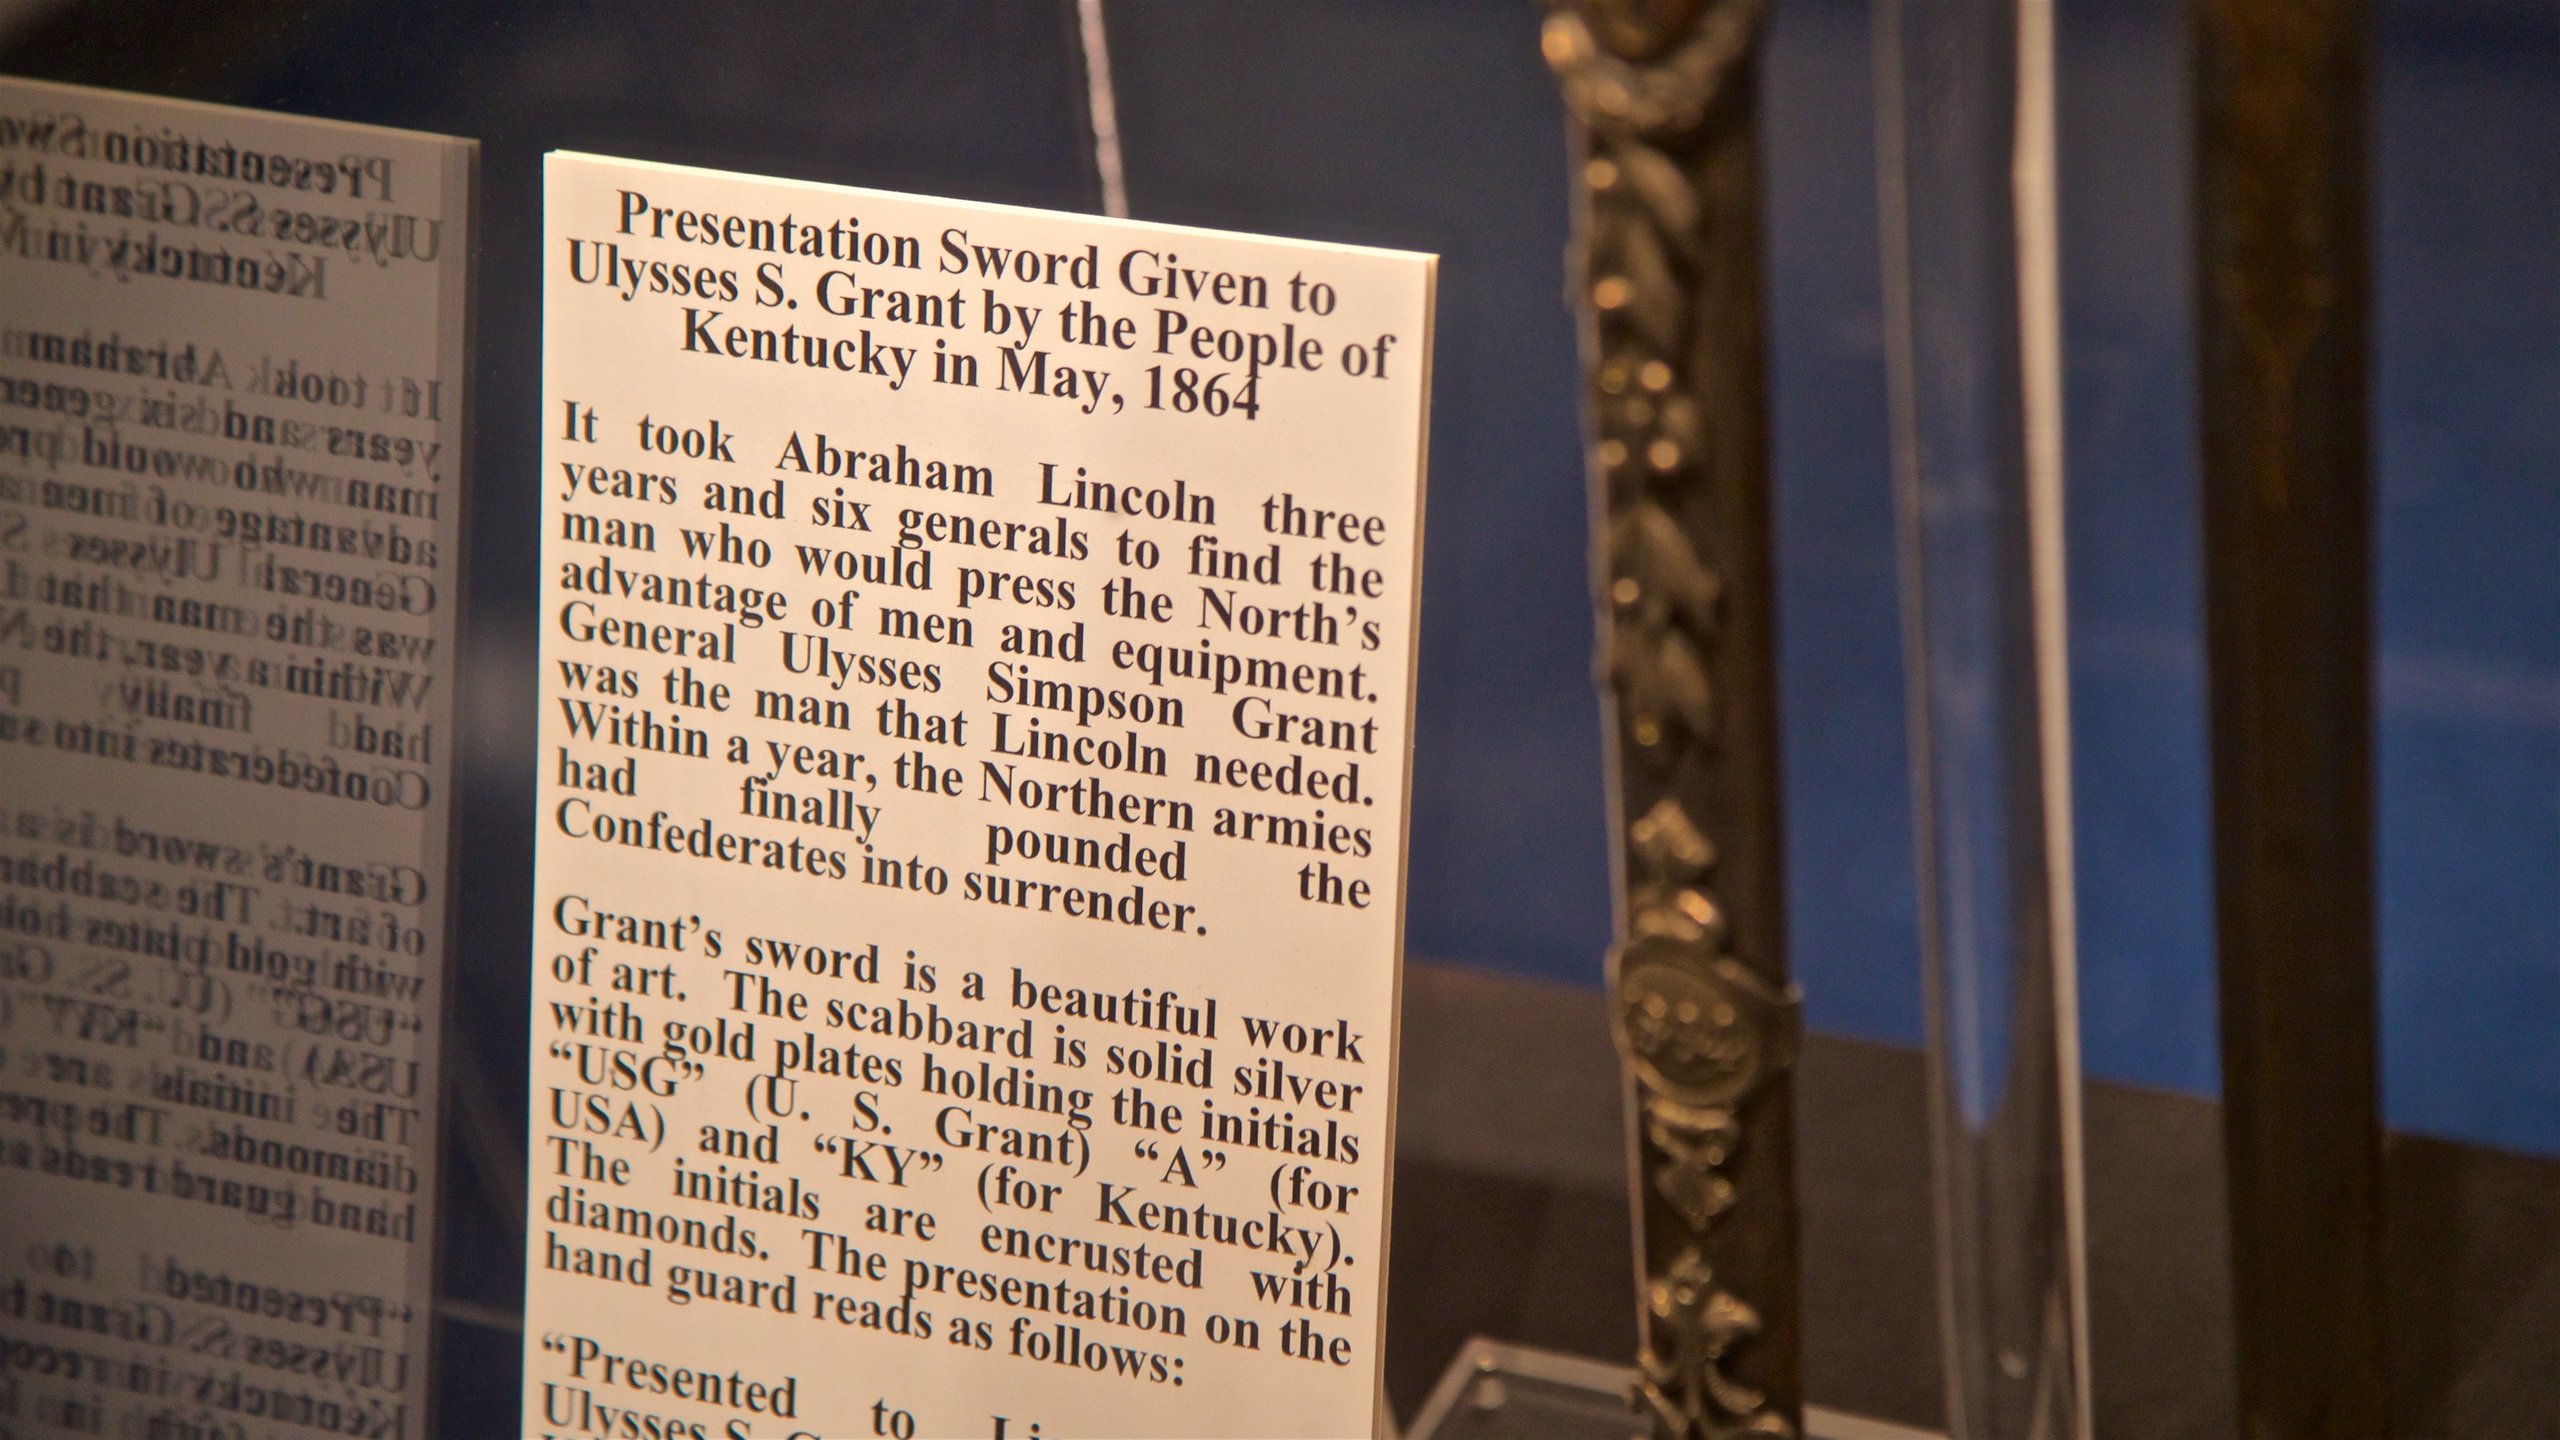 Presentation Sword Given to
Ulysses S. Grant by the People of
Kentucky in May, 1864
It took Abraham Lincoln three
years and six generals to find the
man who would press the North’s
advantage of men and equipment.
General Ulysses Simpson Grant
was the man that Lincoln needed.
Within a year, the Northern armies
had finally pounded the
Confederates into surrender.
Grant’s sword is a beautiful work
of art. The scabbard is solid silver
with gold plates holding the initials
“USG” (U. S. Grant) “A” (for
USA) and “KY” (for Kentucky).
The initials are encrusted with
diamonds. The presentation on the
hand guard reads as follows:
“Presented to
Ulysses S.